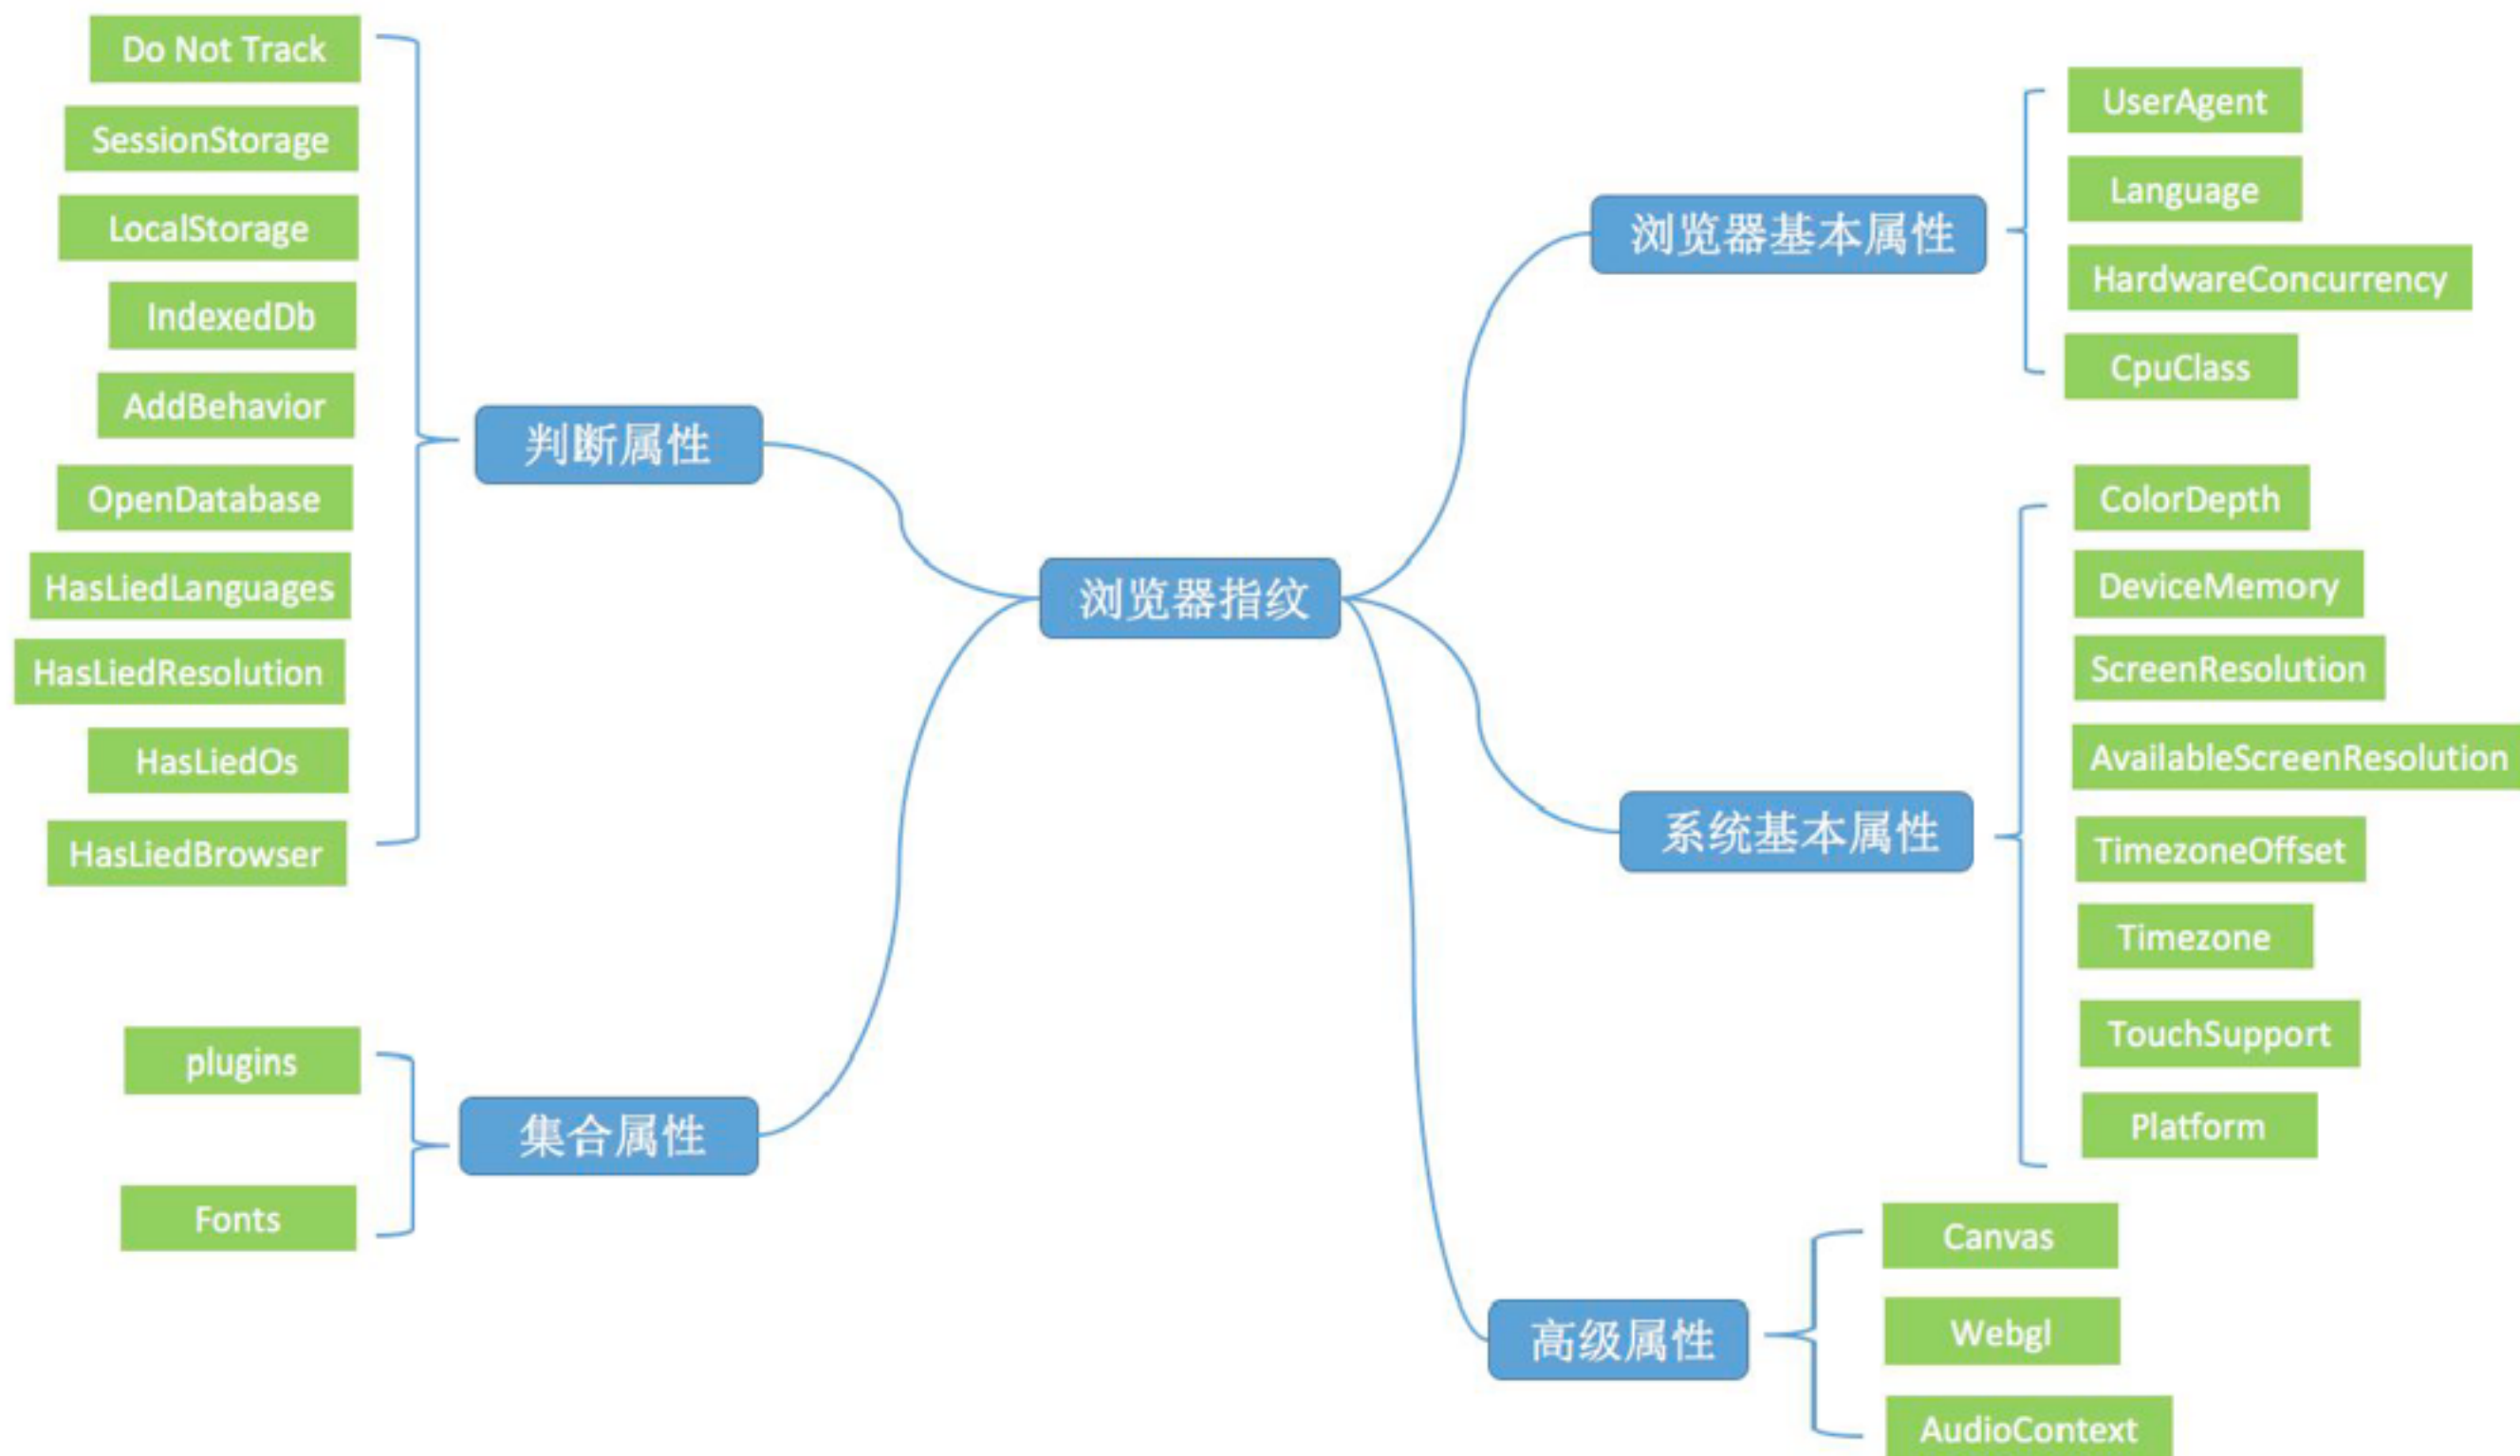 Do Not Track
SessionStorage
LocalStorage
IndexedDb
AddBehavior
OpenDatabase
HasLiedLanguages
HasLiedResolution
HasLiedOs
HasLiedBrowser
判断属性
plugins
Fonts
集合属性
浏览器指纹
浏览器基本属性
UserAgent
Language
HardwareConcurrency
CpuClass
系统基本属性
ColorDepth
DeviceMemory
ScreenResolution
AvailableScreenResolution
TimezoneOffset
Timezone
TouchSupport
Platform
高级属性
Canvas
Webgl
AudioContext